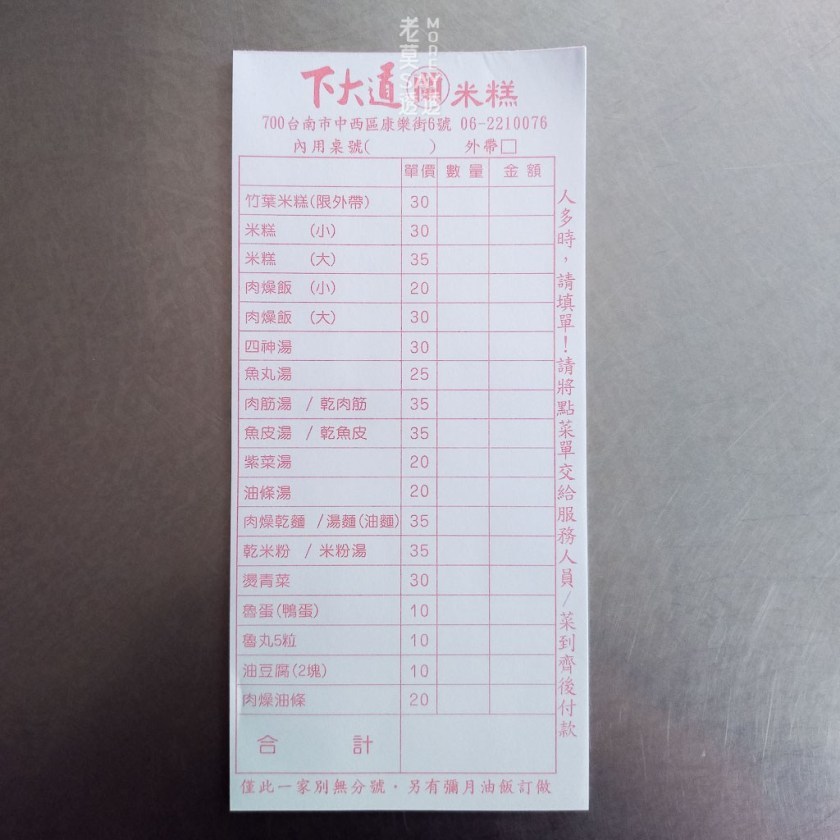 老莫
MORE
下大道 米糕
700台南市中西區康樂街6號 06-2210076
內用桌號( ) 外帶□
單價 數量 金額
竹葉米糕(限外帶) 30
米糕 (小) 30
米糕 (大) 35
肉燥飯 (小) 20
肉燥飯 (大) 30
四神湯 30
魚丸湯 25
肉筋湯 / 乾肉筋 35
魚皮湯 / 乾魚皮 35
紫菜湯 20
油條湯 20
肉燥乾麵 /湯麵(油麵) 35
乾米粉 / 米粉湯 35
燙青菜 30
魯蛋(鴨蛋) 10
魯丸5粒 10
油豆腐(2塊) 10
肉燥油條 20
合計
人多時，請填單！請將點菜單交給服務人員/菜到齊後付款
僅此一家別無分號·另有彌月油飯訂做